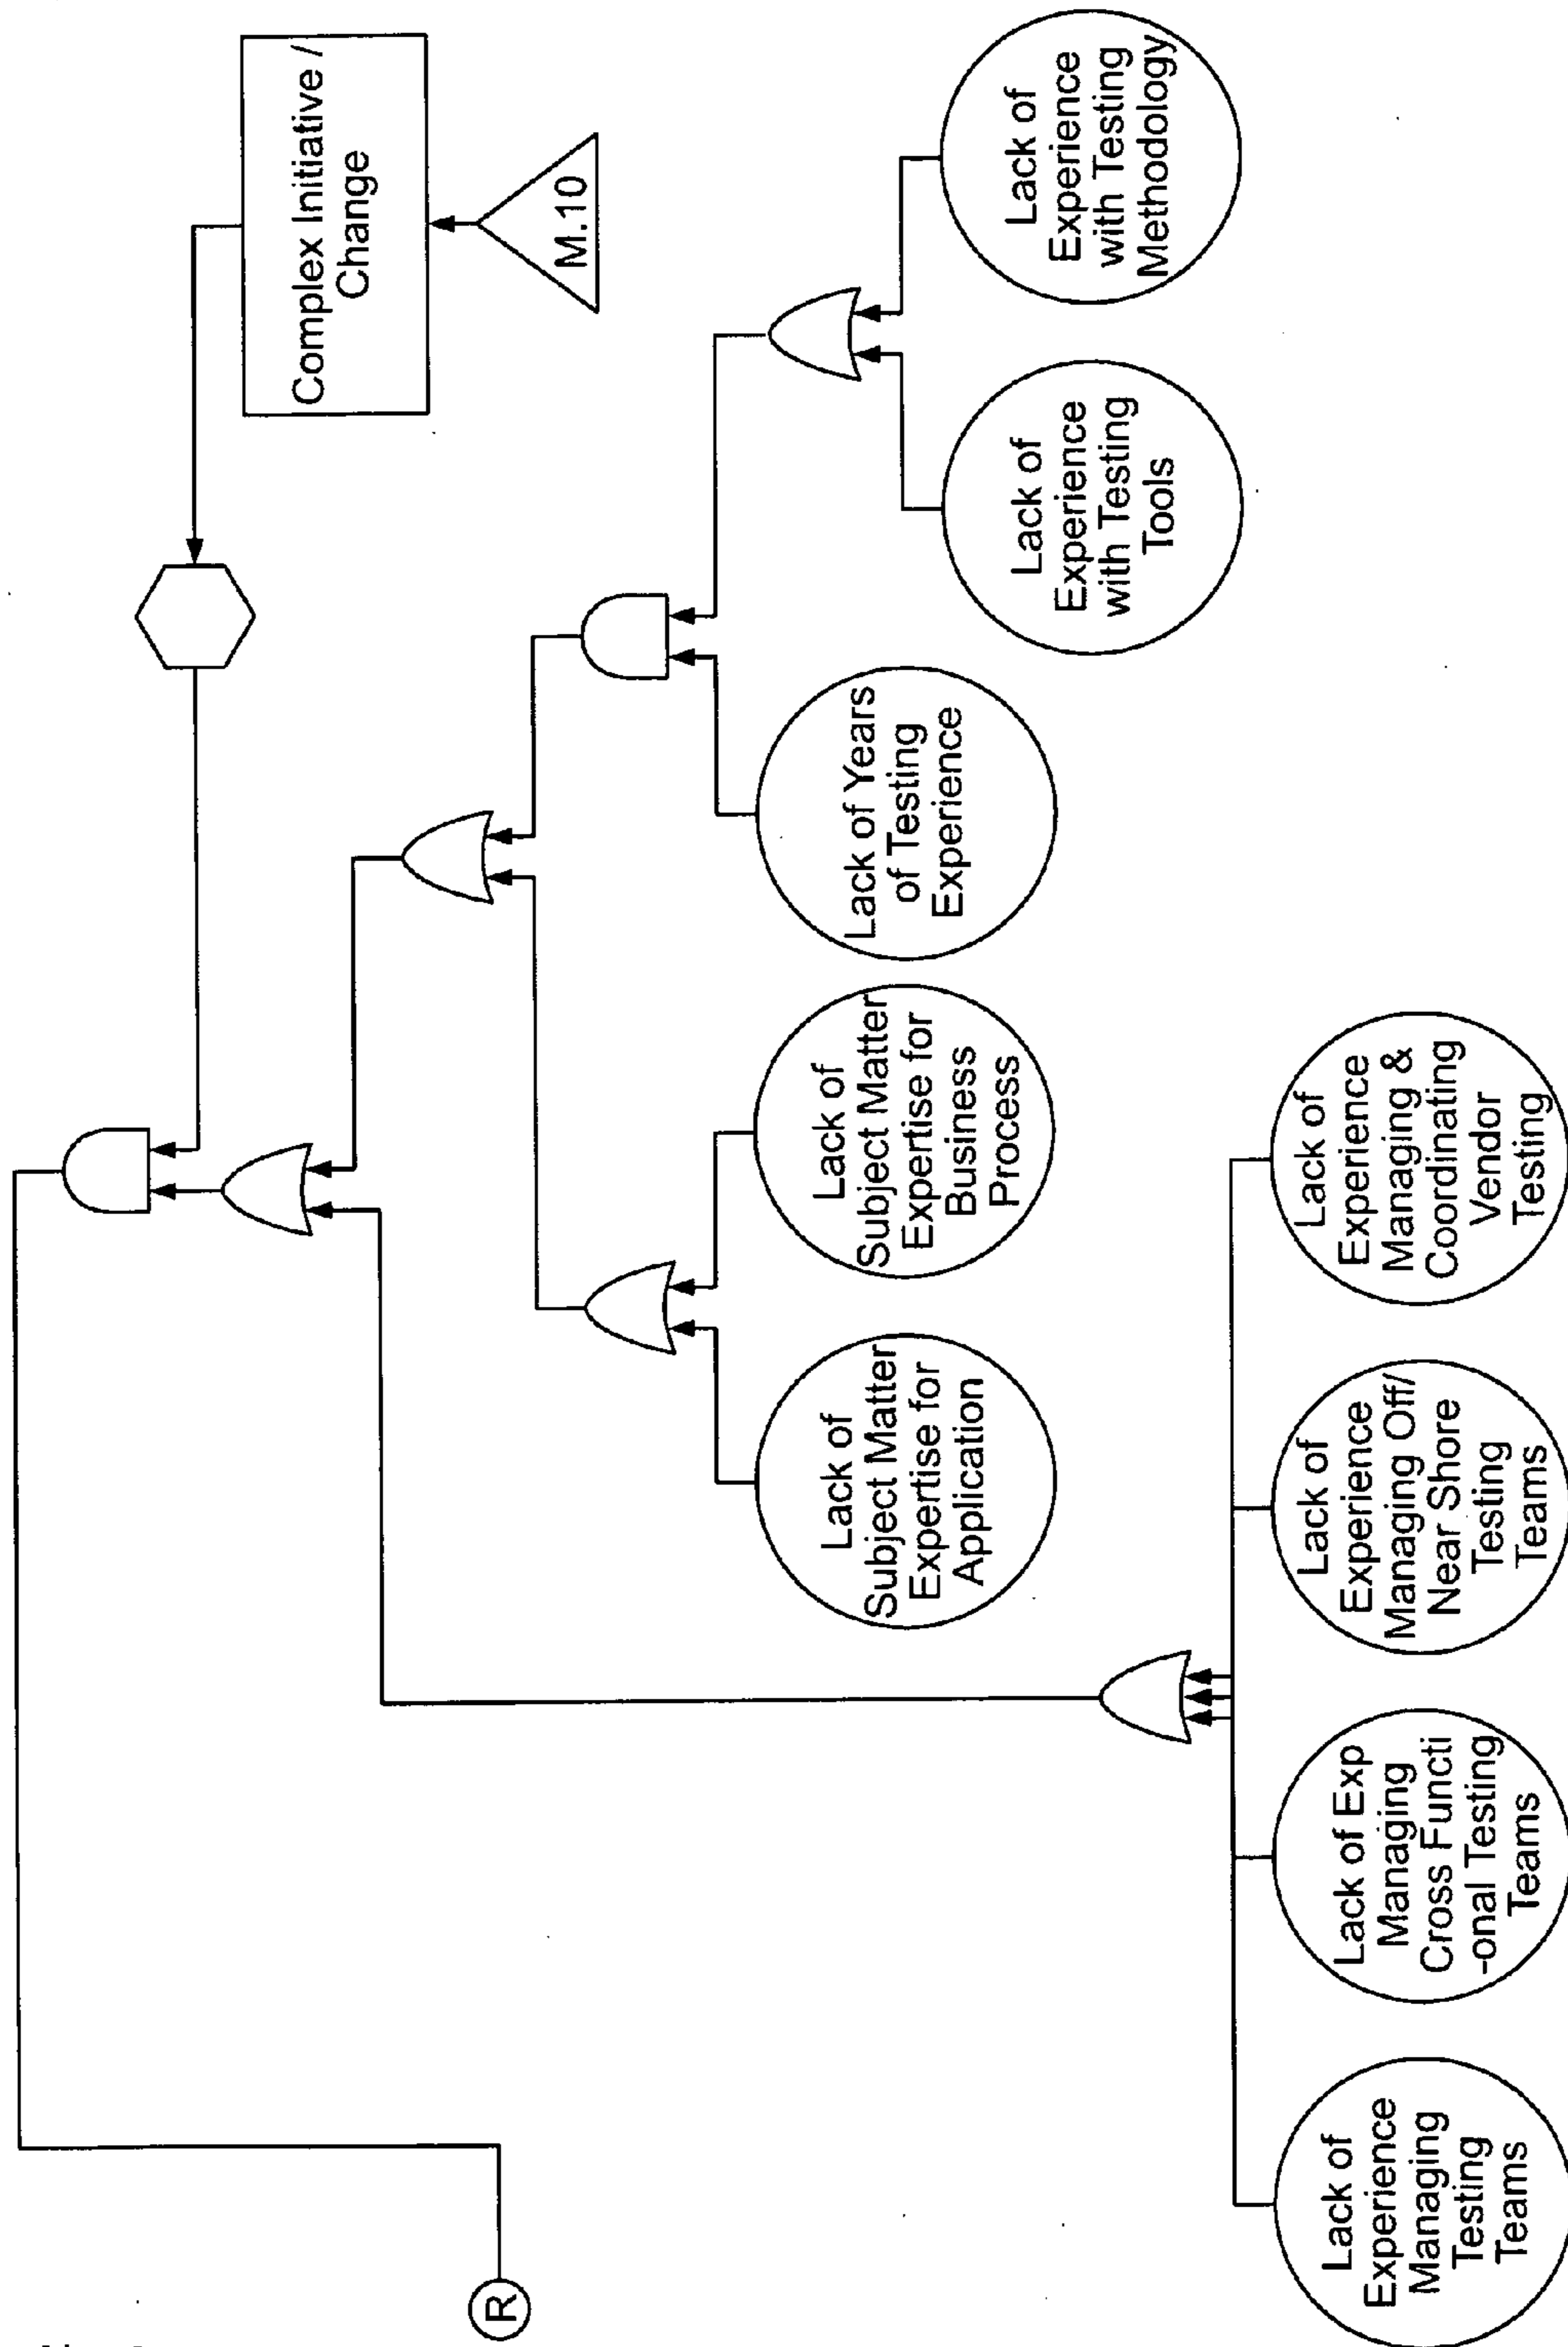 Complex Initiative /
Change
R
M.10
Lack of
Subject Matter
Expertise for
Application
Lack of
Subject Matter
Expertise for
Business
Process
Lack of Years
of Testing
Experience
Lack of
Experience
with Testing
Tools
Lack of
Experience
with Testing
Methodology
Lack of
Experience
Managing
Testing
Teams
Lack of Exp
Managing
Cross Functi
-onal Testing
Teams
Lack of
Experience
Managing Off/
Near Shore
Testing
Teams
Lack of
Experience
Managing &
Coordinating
Vendor
Testing